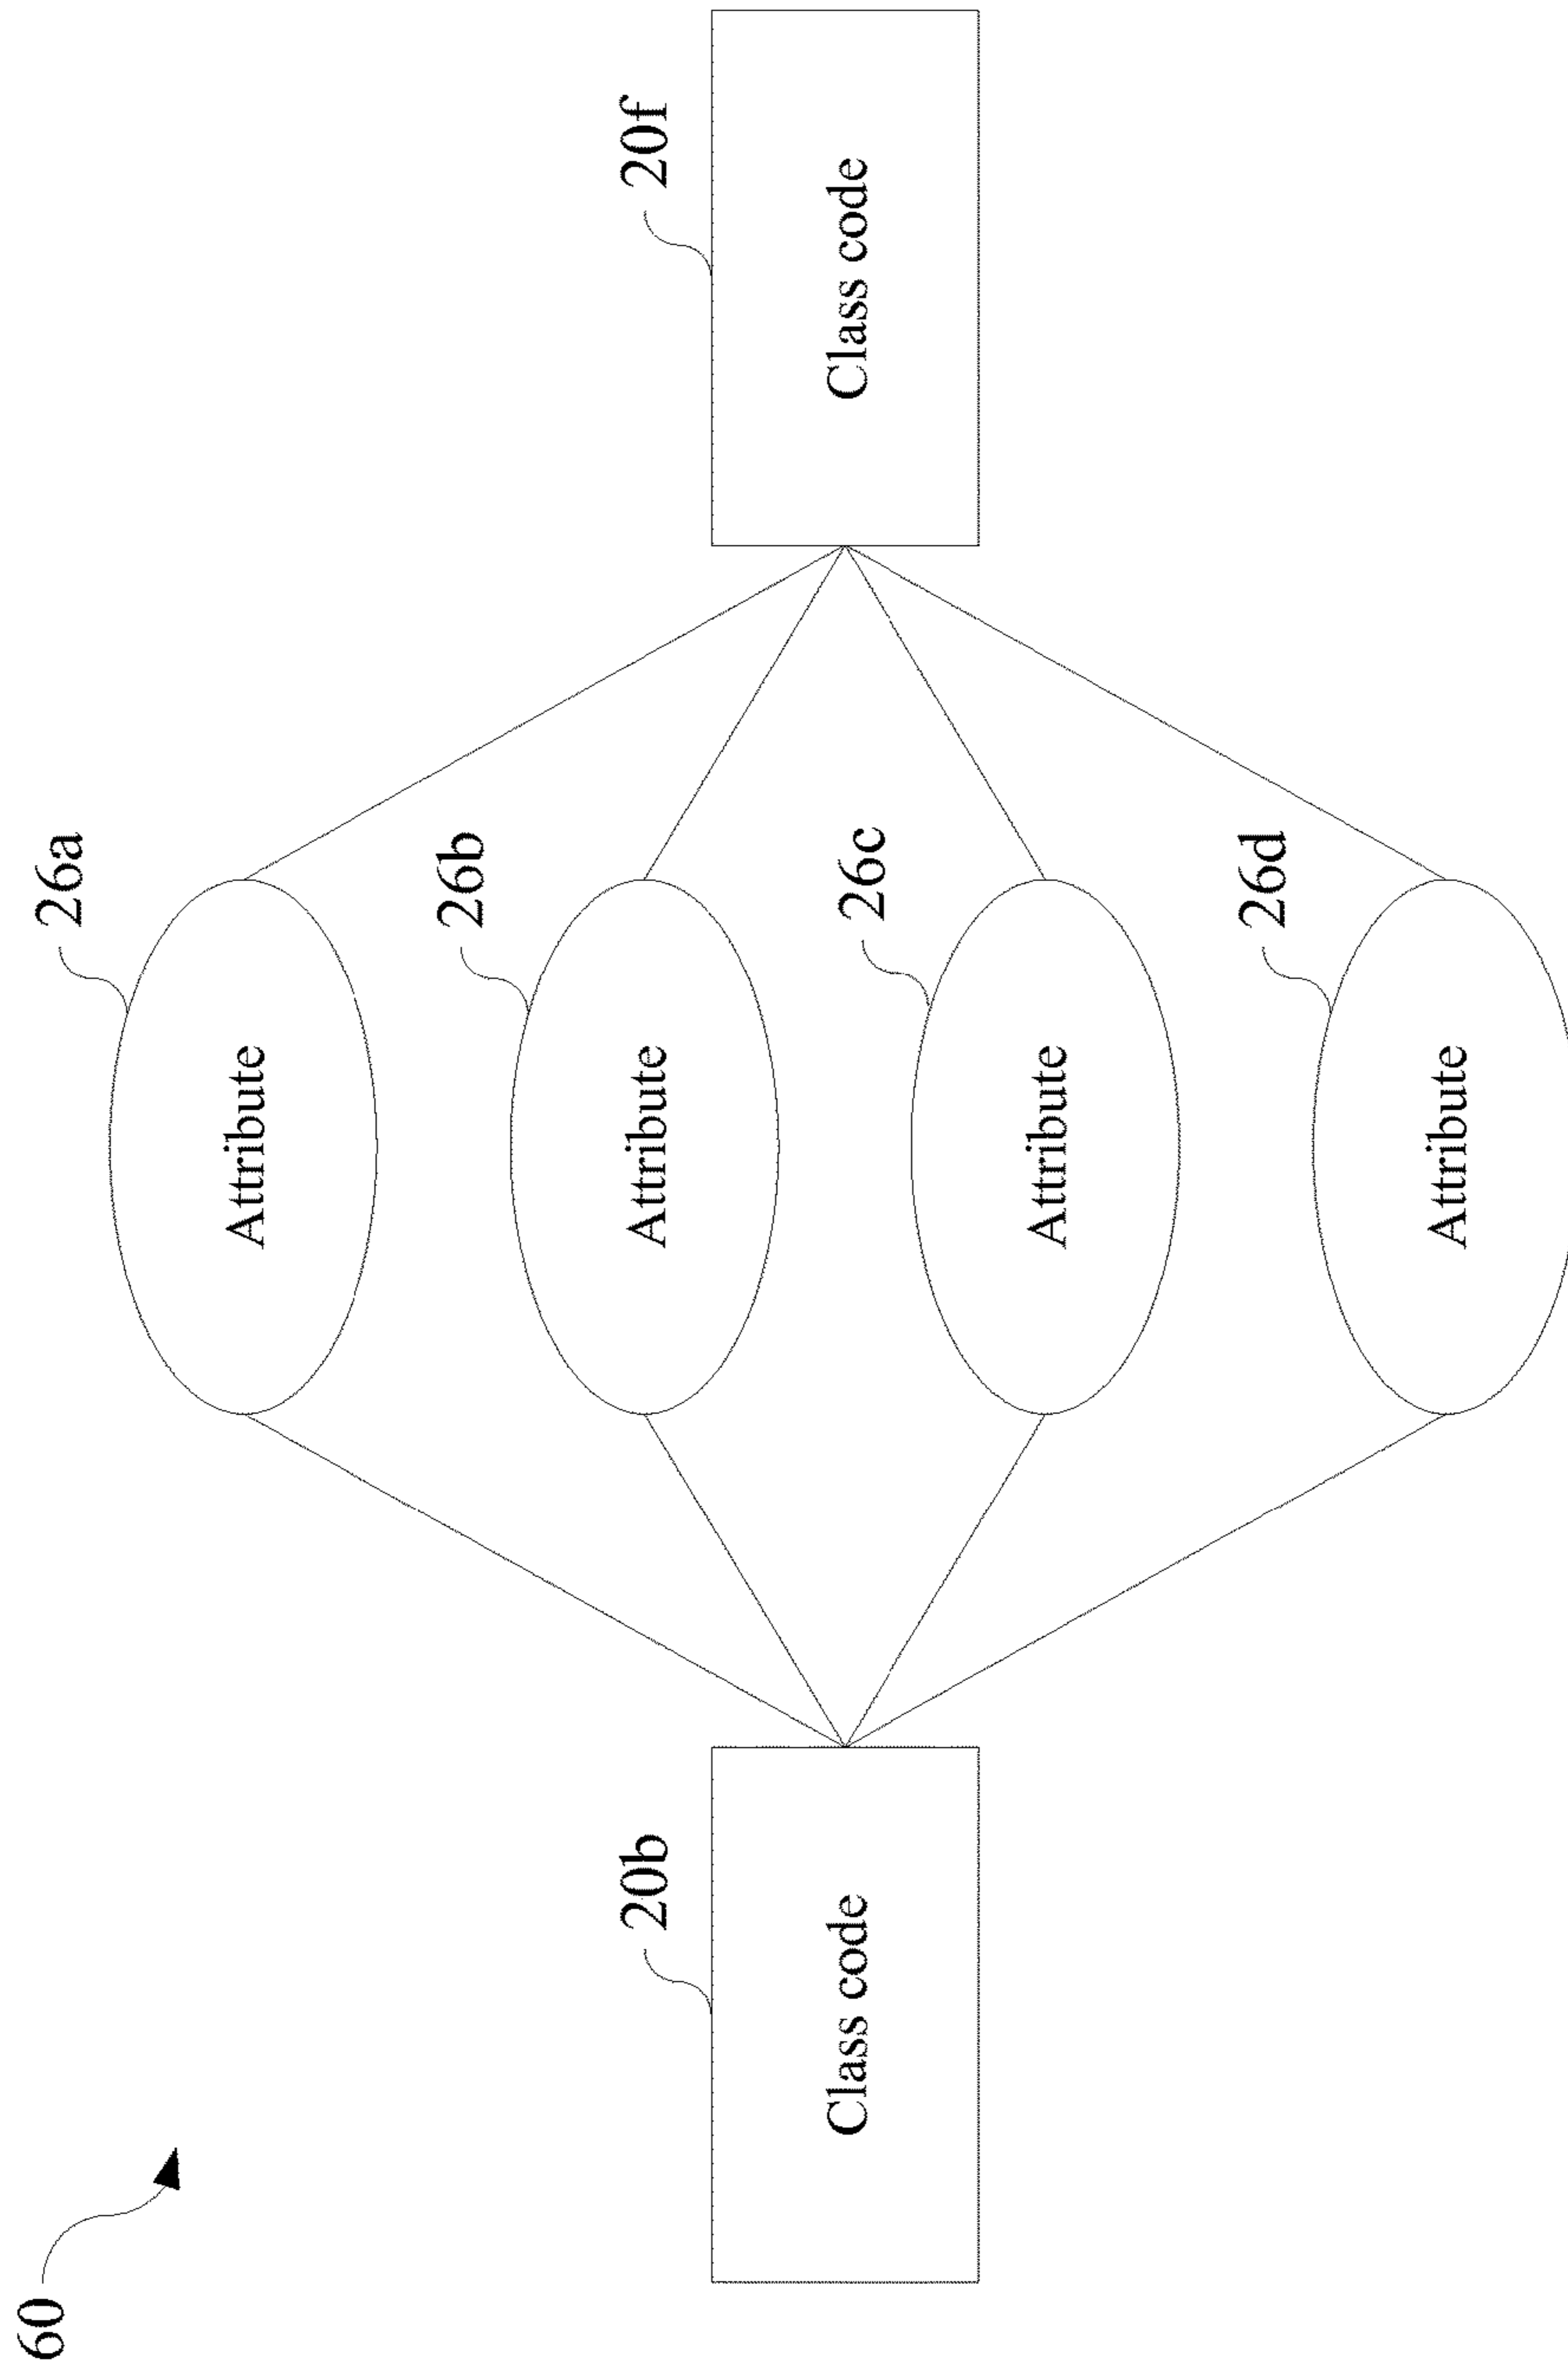 60
26a
Attribute
20b
20f
26b
Class code
Attribute
Class code
26c
Attribute
26d
Attribute